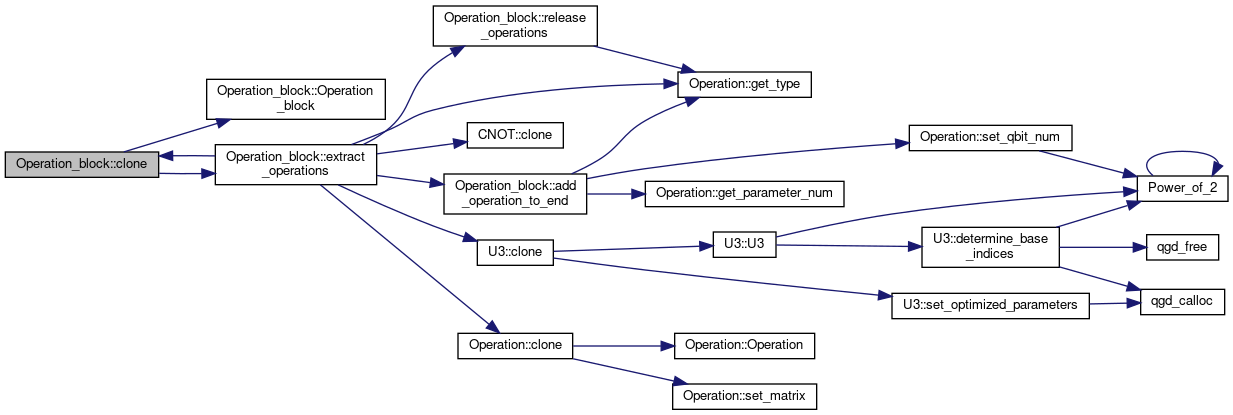 Operation_block::clone
Operation_block::Operation
_block
Operation_block::extract
_operations
Operation_block::release
_operations
Operation::get_type
CNOT::clone
Operation_block::add
_operation_to_end
Operation::set_qbit_num
Operation::get_parameter_num
Power_of_2
U3::clone
U3::U3
U3::determine_base
_indices
qgd_free
U3::set_optimized_parameters
qgd_calloc
Operation::clone
Operation::Operation
Operation::set_matrix